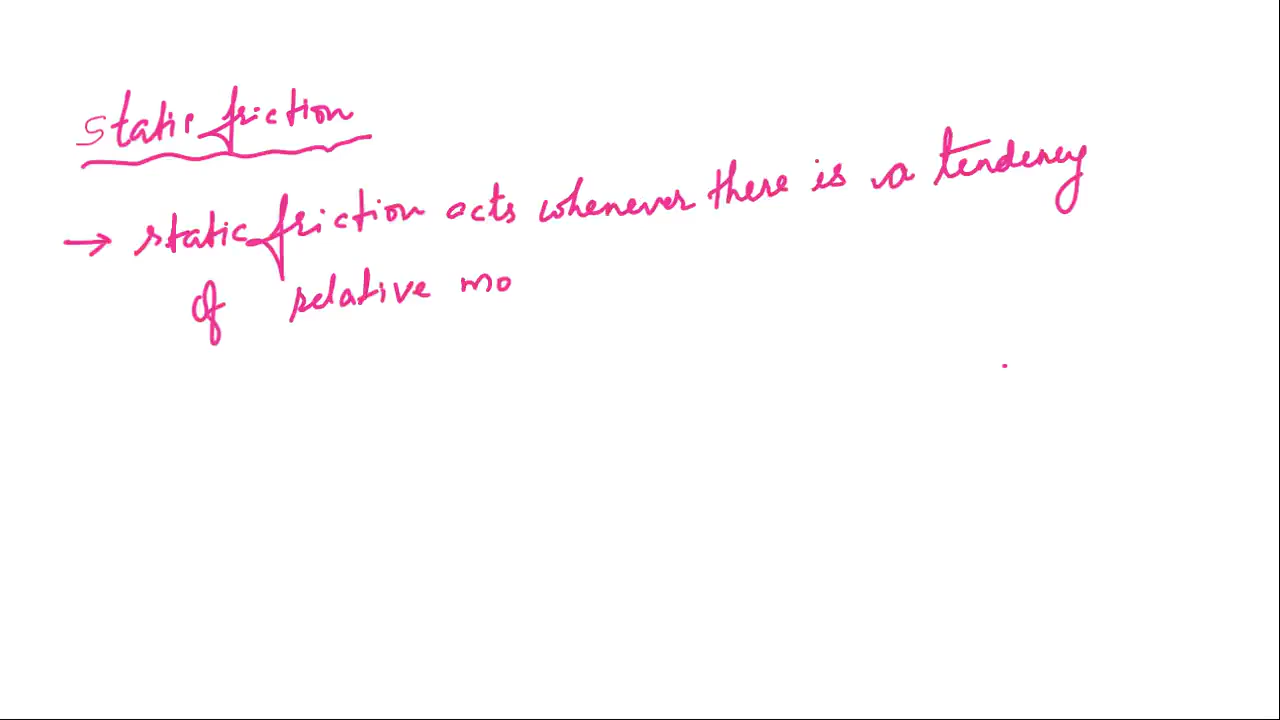 static friction
→ static friction acts whenever there is a tendency
of relative mo